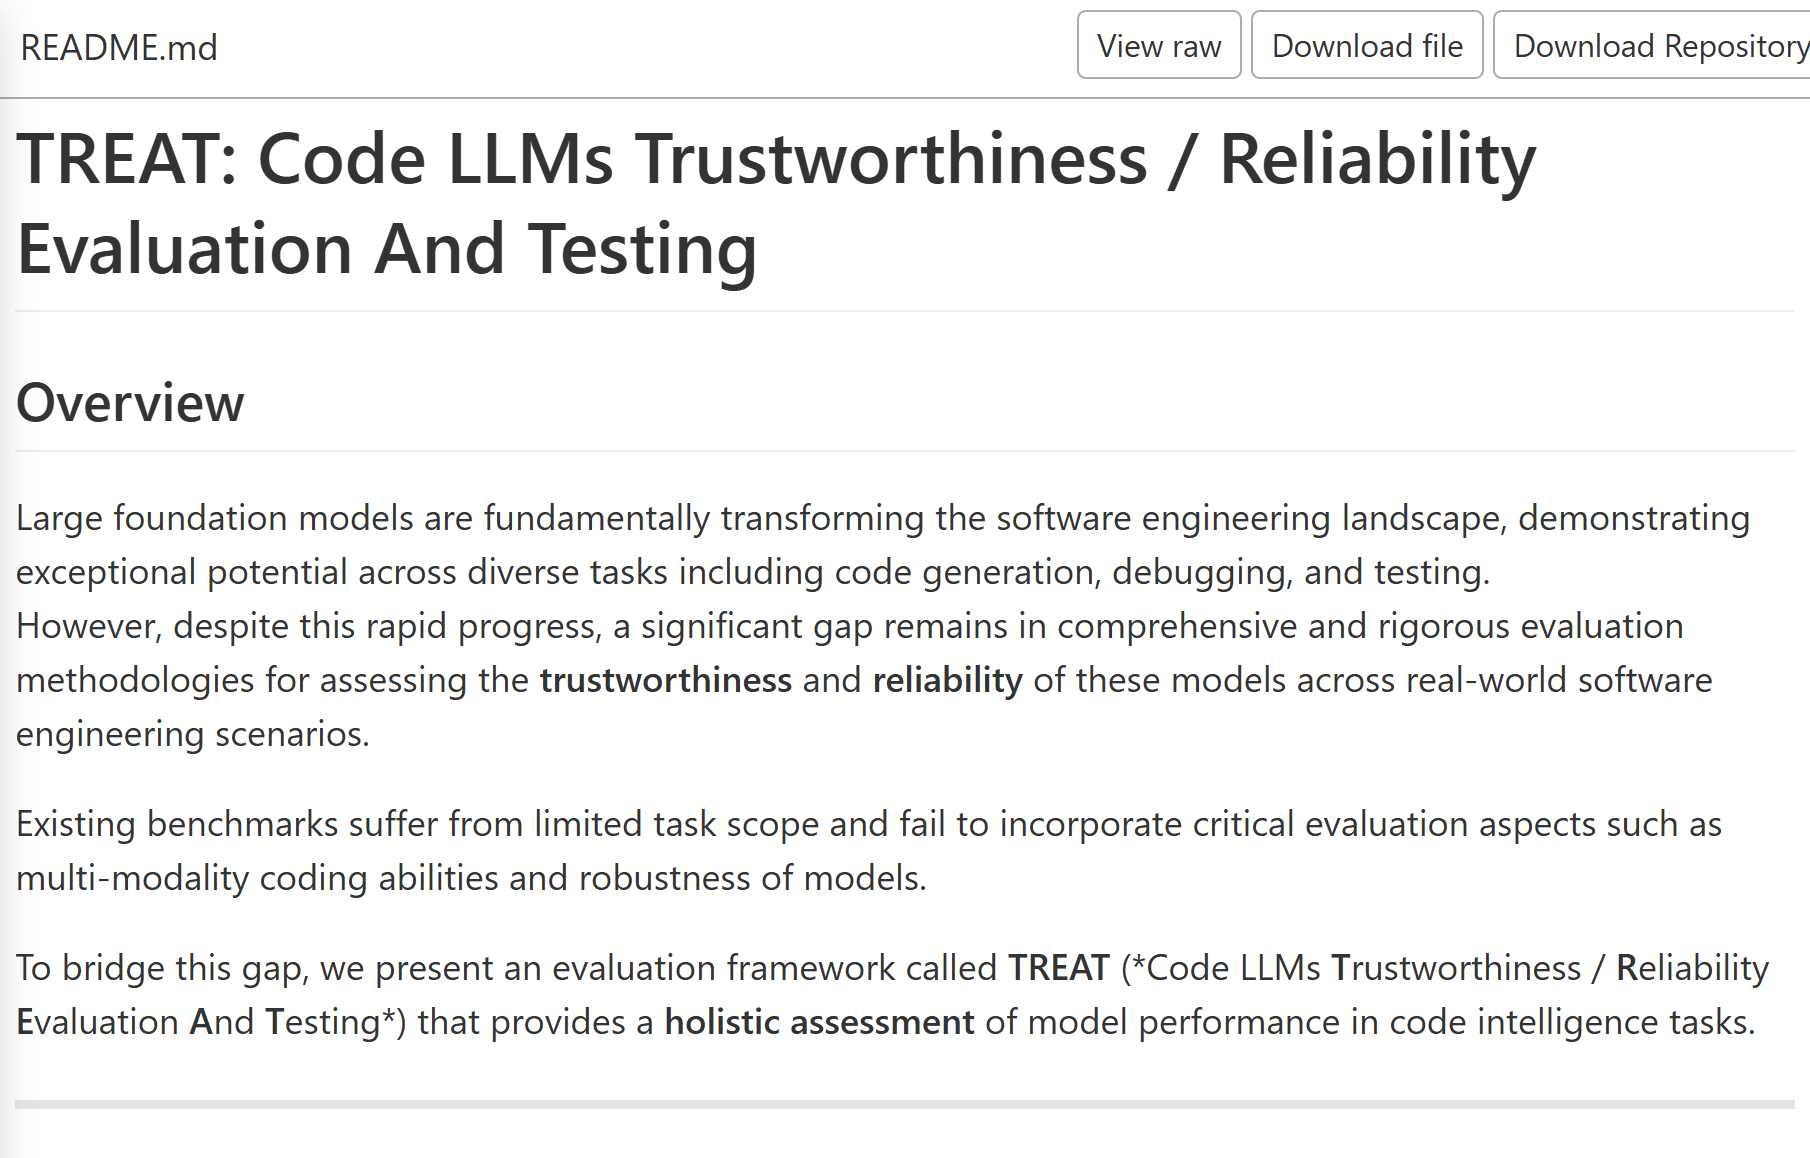 README.md
View raw
Download file
Download Repository
TREAT: Code LLMs Trustworthiness / Reliability
Evaluation And Testing
Overview
Large foundation models are fundamentally transforming the software engineering landscape, demonstrating
exceptional potential across diverse tasks including code generation, debugging, and testing.
However, despite this rapid progress, a significant gap remains in comprehensive and rigorous evaluation
methodologies for assessing the trustworthiness and reliability of these models across real-world software
engineering scenarios.
Existing benchmarks suffer from limited task scope and fail to incorporate critical evaluation aspects such as
multi-modality coding abilities and robustness of models.
To bridge this gap, we present an evaluation framework called TREAT (*Code LLMs Trustworthiness / Reliability
Evaluation And Testing*) that provides a holistic assessment of model performance in code intelligence tasks.